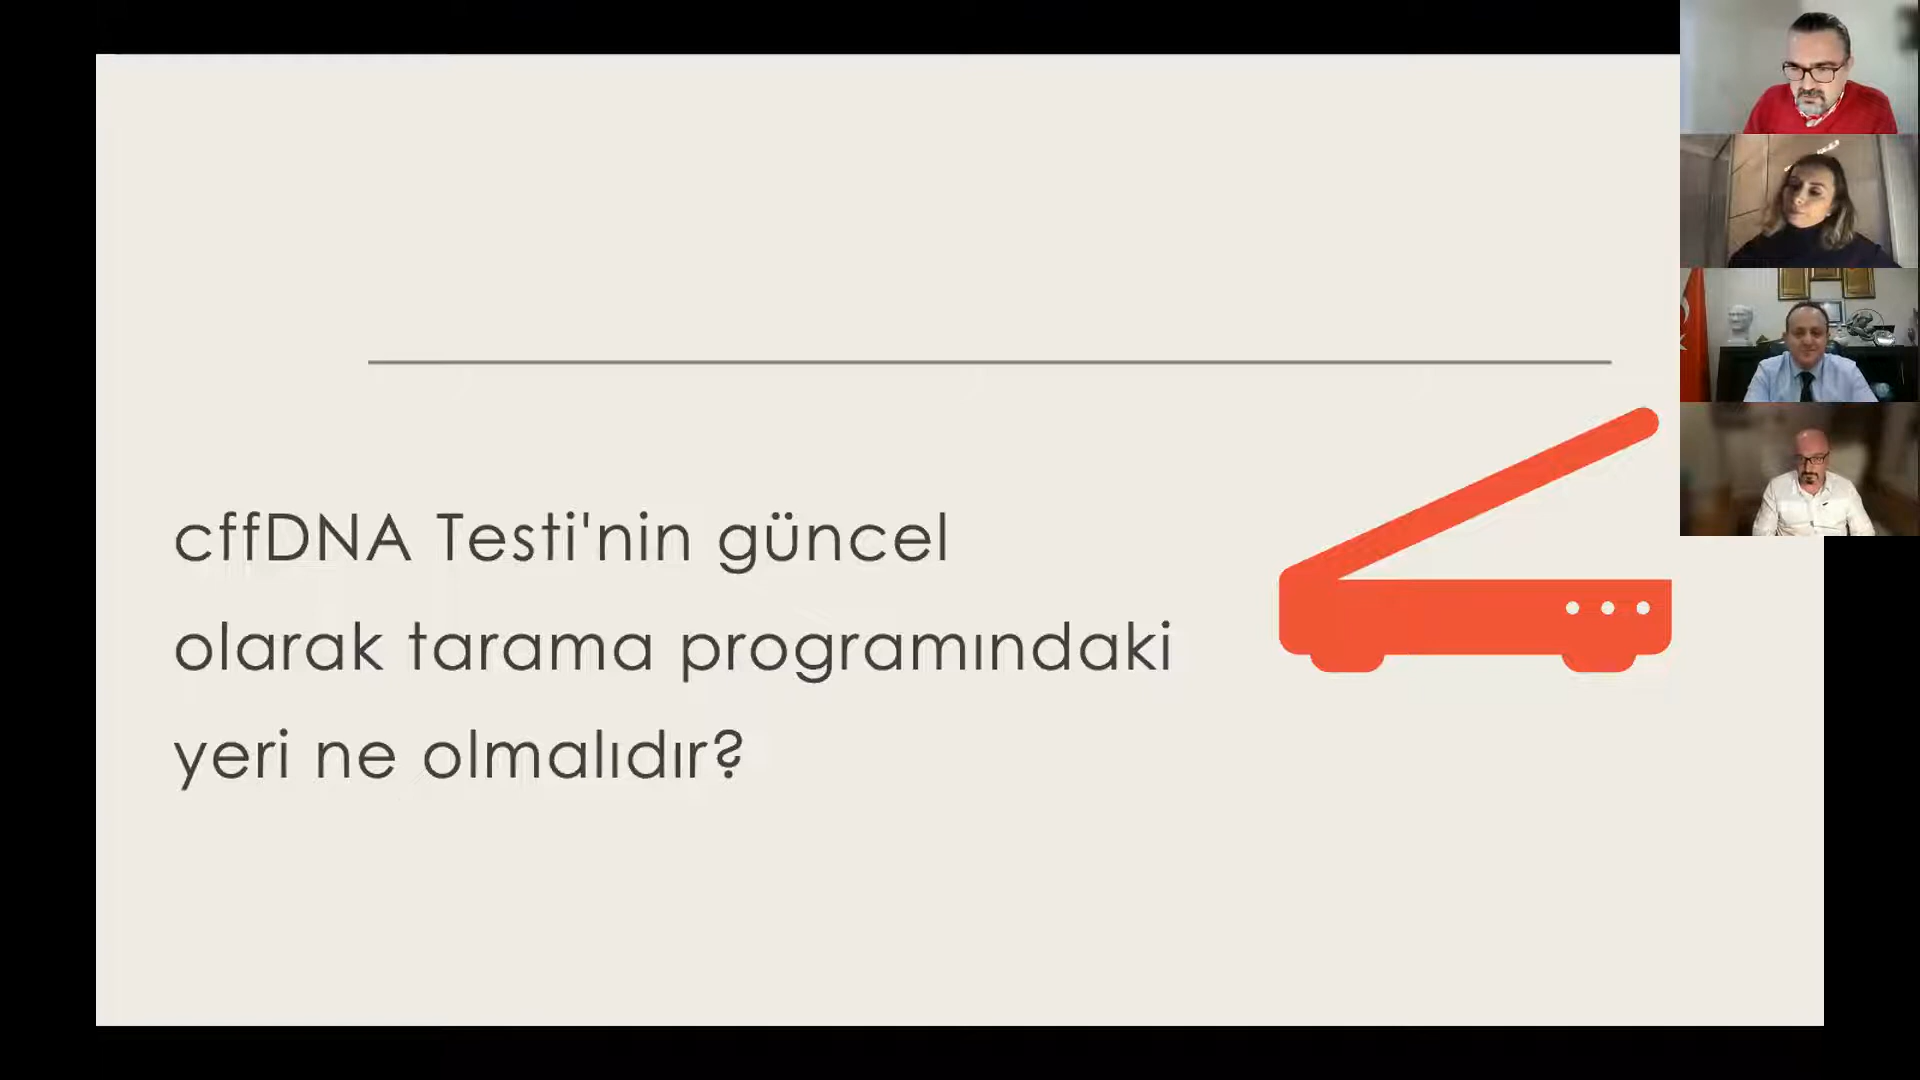 cffDNA Testi'nin güncel
olarak tarama programındaki
yeri ne olmalıdır?